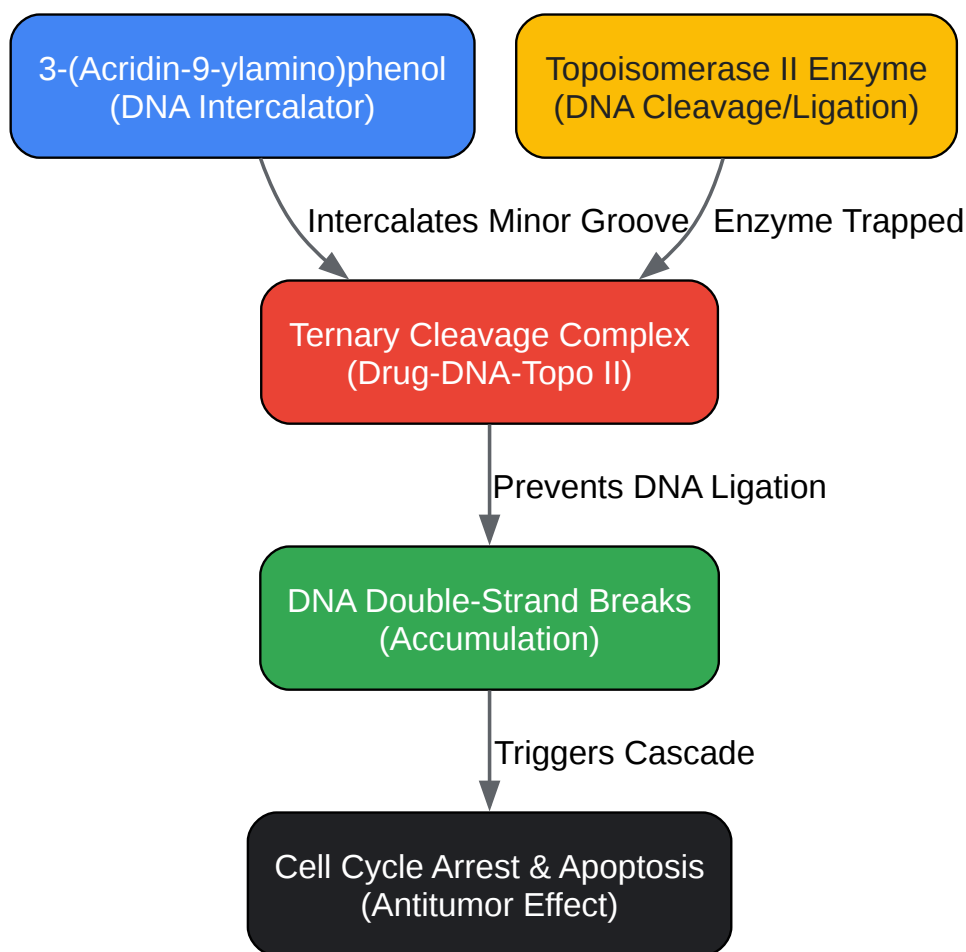 3-(Acridin-9-ylamino)phenol
(DNA Intercalator)
Topoisomerase II Enzyme
(DNA Cleavage/Ligation)
Intercalates Minor Groove
Enzyme Trapped
Ternary Cleavage Complex
(Drug-DNA-Topo II)
Prevents DNA Ligation
DNA Double-Strand Breaks
(Accumulation)
Triggers Cascade
Cell Cycle Arrest & Apoptosis
(Antitumor Effect)